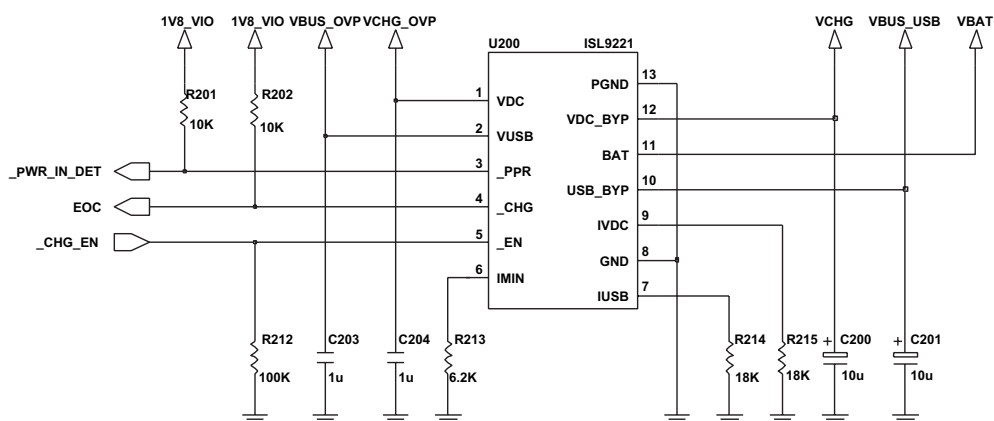 1V8_VIO 1V8_VIO VBUS_OVP VCHG_OVP VCHG VBUS_USB VBAT
U200 ISL9221
R201
10K
R202
10K
1 VDC
2 VUSB
3 _PPR
4 _CHG
5 _EN
6 IMIN
PGND 13
VDC_BYP 12
BAT 11
USB_BYP 10
IVDC 9
GND 8
IUSB 7
_PWR_IN_DET
EOC
_CHG_EN
R212
100K
C203
1u
C204
1u
R213
6.2K
R214
18K
R215
18K
+ C200
10u
+ C201
10u